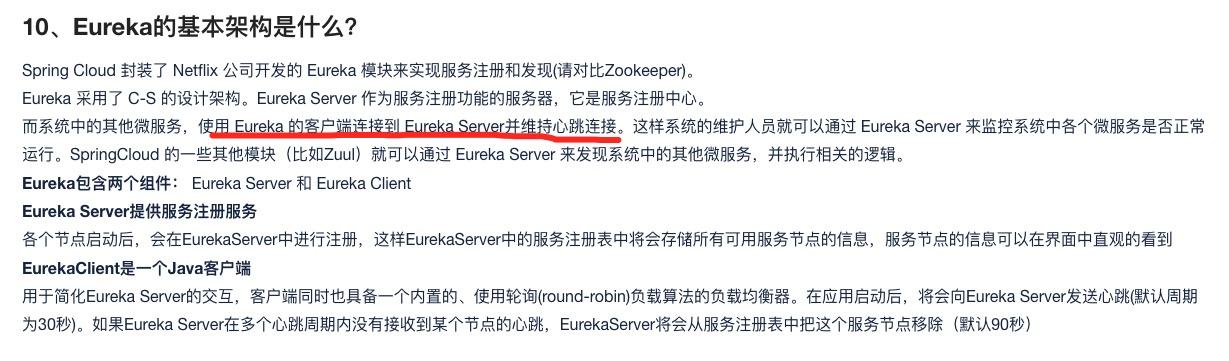 10、Eureka的基本架构是什么?
Spring Cloud 封装了 Netflix 公司开发的 Eureka 模块来实现服务注册和发现(请对比Zookeeper)。
Eureka 采用了 C-S 的设计架构。Eureka Server 作为服务注册功能的服务器，它是服务注册中心。
而系统中的其他微服务，使用 Eureka 的客户端连接到 Eureka Server并维持心跳连接。这样系统的维护人员就可以通过 Eureka Server 来监控系统中各个微服务是否正常
运行。SpringCloud 的一些其他模块（比如Zuul）就可以通过 Eureka Server 来发现系统中的其他微服务，并执行相关的逻辑。
Eureka包含两个组件： Eureka Server 和 Eureka Client
Eureka Server提供服务注册服务
各个节点启动后，会在EurekaServer中进行注册，这样EurekaServer中的服务注册表中将会存储所有可用服务节点的信息，服务节点的信息可以在界面中直观的看到
EurekaClient是一个Java客户端
用于简化Eureka Server的交互，客户端同时也具备一个内置的、使用轮询(round-robin)负载算法的负载均衡器。在应用启动后，将会向Eureka Server发送心跳(默认周期
为30秒)。如果Eureka Server在多个心跳周期内没有接收到某个节点的心跳，EurekaServer将会从服务注册表中把这个服务节点移除（默认90秒）